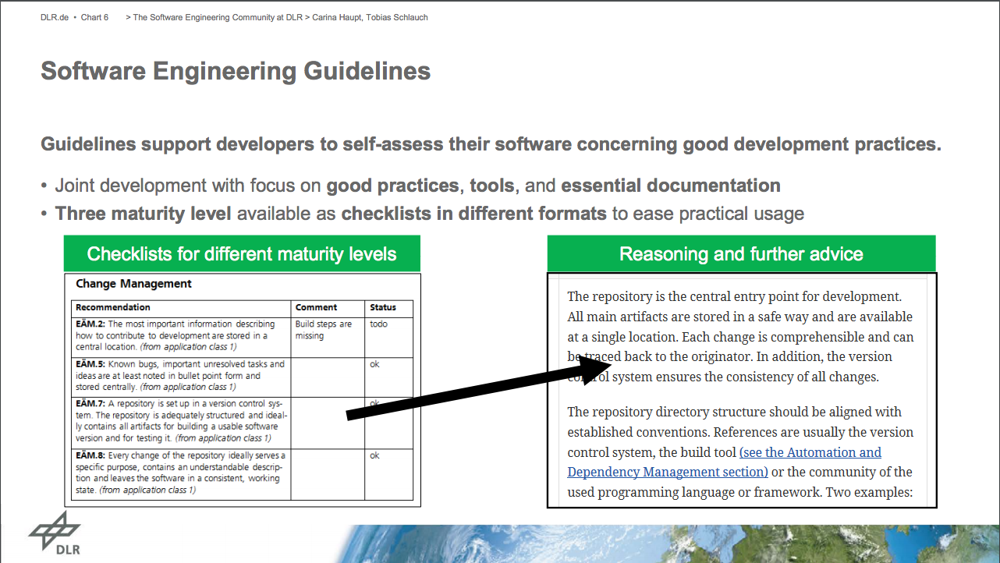 DLR.de • Chart 6 > The Software Engineering Community at DLR > Carina Haupt, Tobias Schlauch
Software Engineering Guidelines
Guidelines support developers to self-assess their software concerning good development practices.
• Joint development with focus on good practices, tools, and essential documentation
• Three maturity level available as checklists in different formats to ease practical usage
Checklists for different maturity levels
Change Management
Recommendation Comment Status
EÄM.2: The most important information describing Build steps are todo
how to contribute to development are stored in a missing
central location. (from application class 1)
EÄM.5: Known bugs, important unresolved tasks and ok
ideas are at least noted in bullet point form and
stored centrally. (from application class 1)
EÄM.7: A repository is set up in a version control sys- ok
tem. The repository is adequately structured and ideal-
ly contains all artifacts for building a usable software
version and for testing it. (from application class 1)
EÄM.8: Every change of the repository ideally serves a ok
specific purpose, contains an understandable descrip-
tion and leaves the software in a consistent, working
state. (from application class 1)
Reasoning and further advice
The repository is the central entry point for development.
All main artifacts are stored in a safe way and are available
at a single location. Each change is comprehensible and can
be traced back to the originator. In addition, the version
control system ensures the consistency of all changes.
The repository directory structure should be aligned with
established conventions. References are usually the version
control system, the build tool (see the Automation and
Dependency Management section) or the community of the
used programming language or framework. Two examples:
DLR